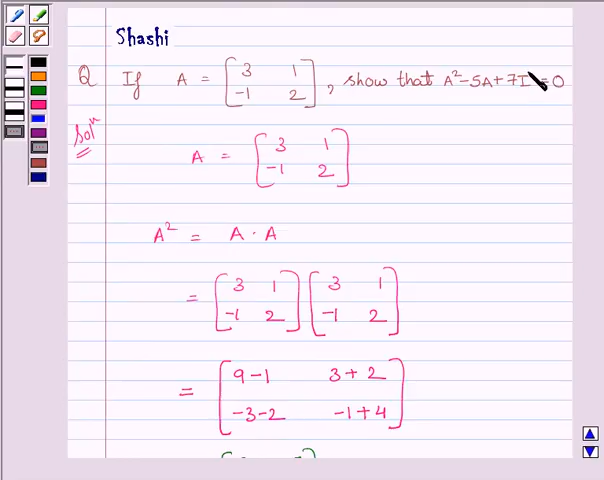 Shashi
Q If A = [3 1 -1 2], show that A² - 5A + 7I = 0
Solⁿ
A = [3 1 -1 2]
A² = A · A
= [3 1 -1 2] [3 1 -1 2]
= [9-1 3+2 -3-2 -1+4]